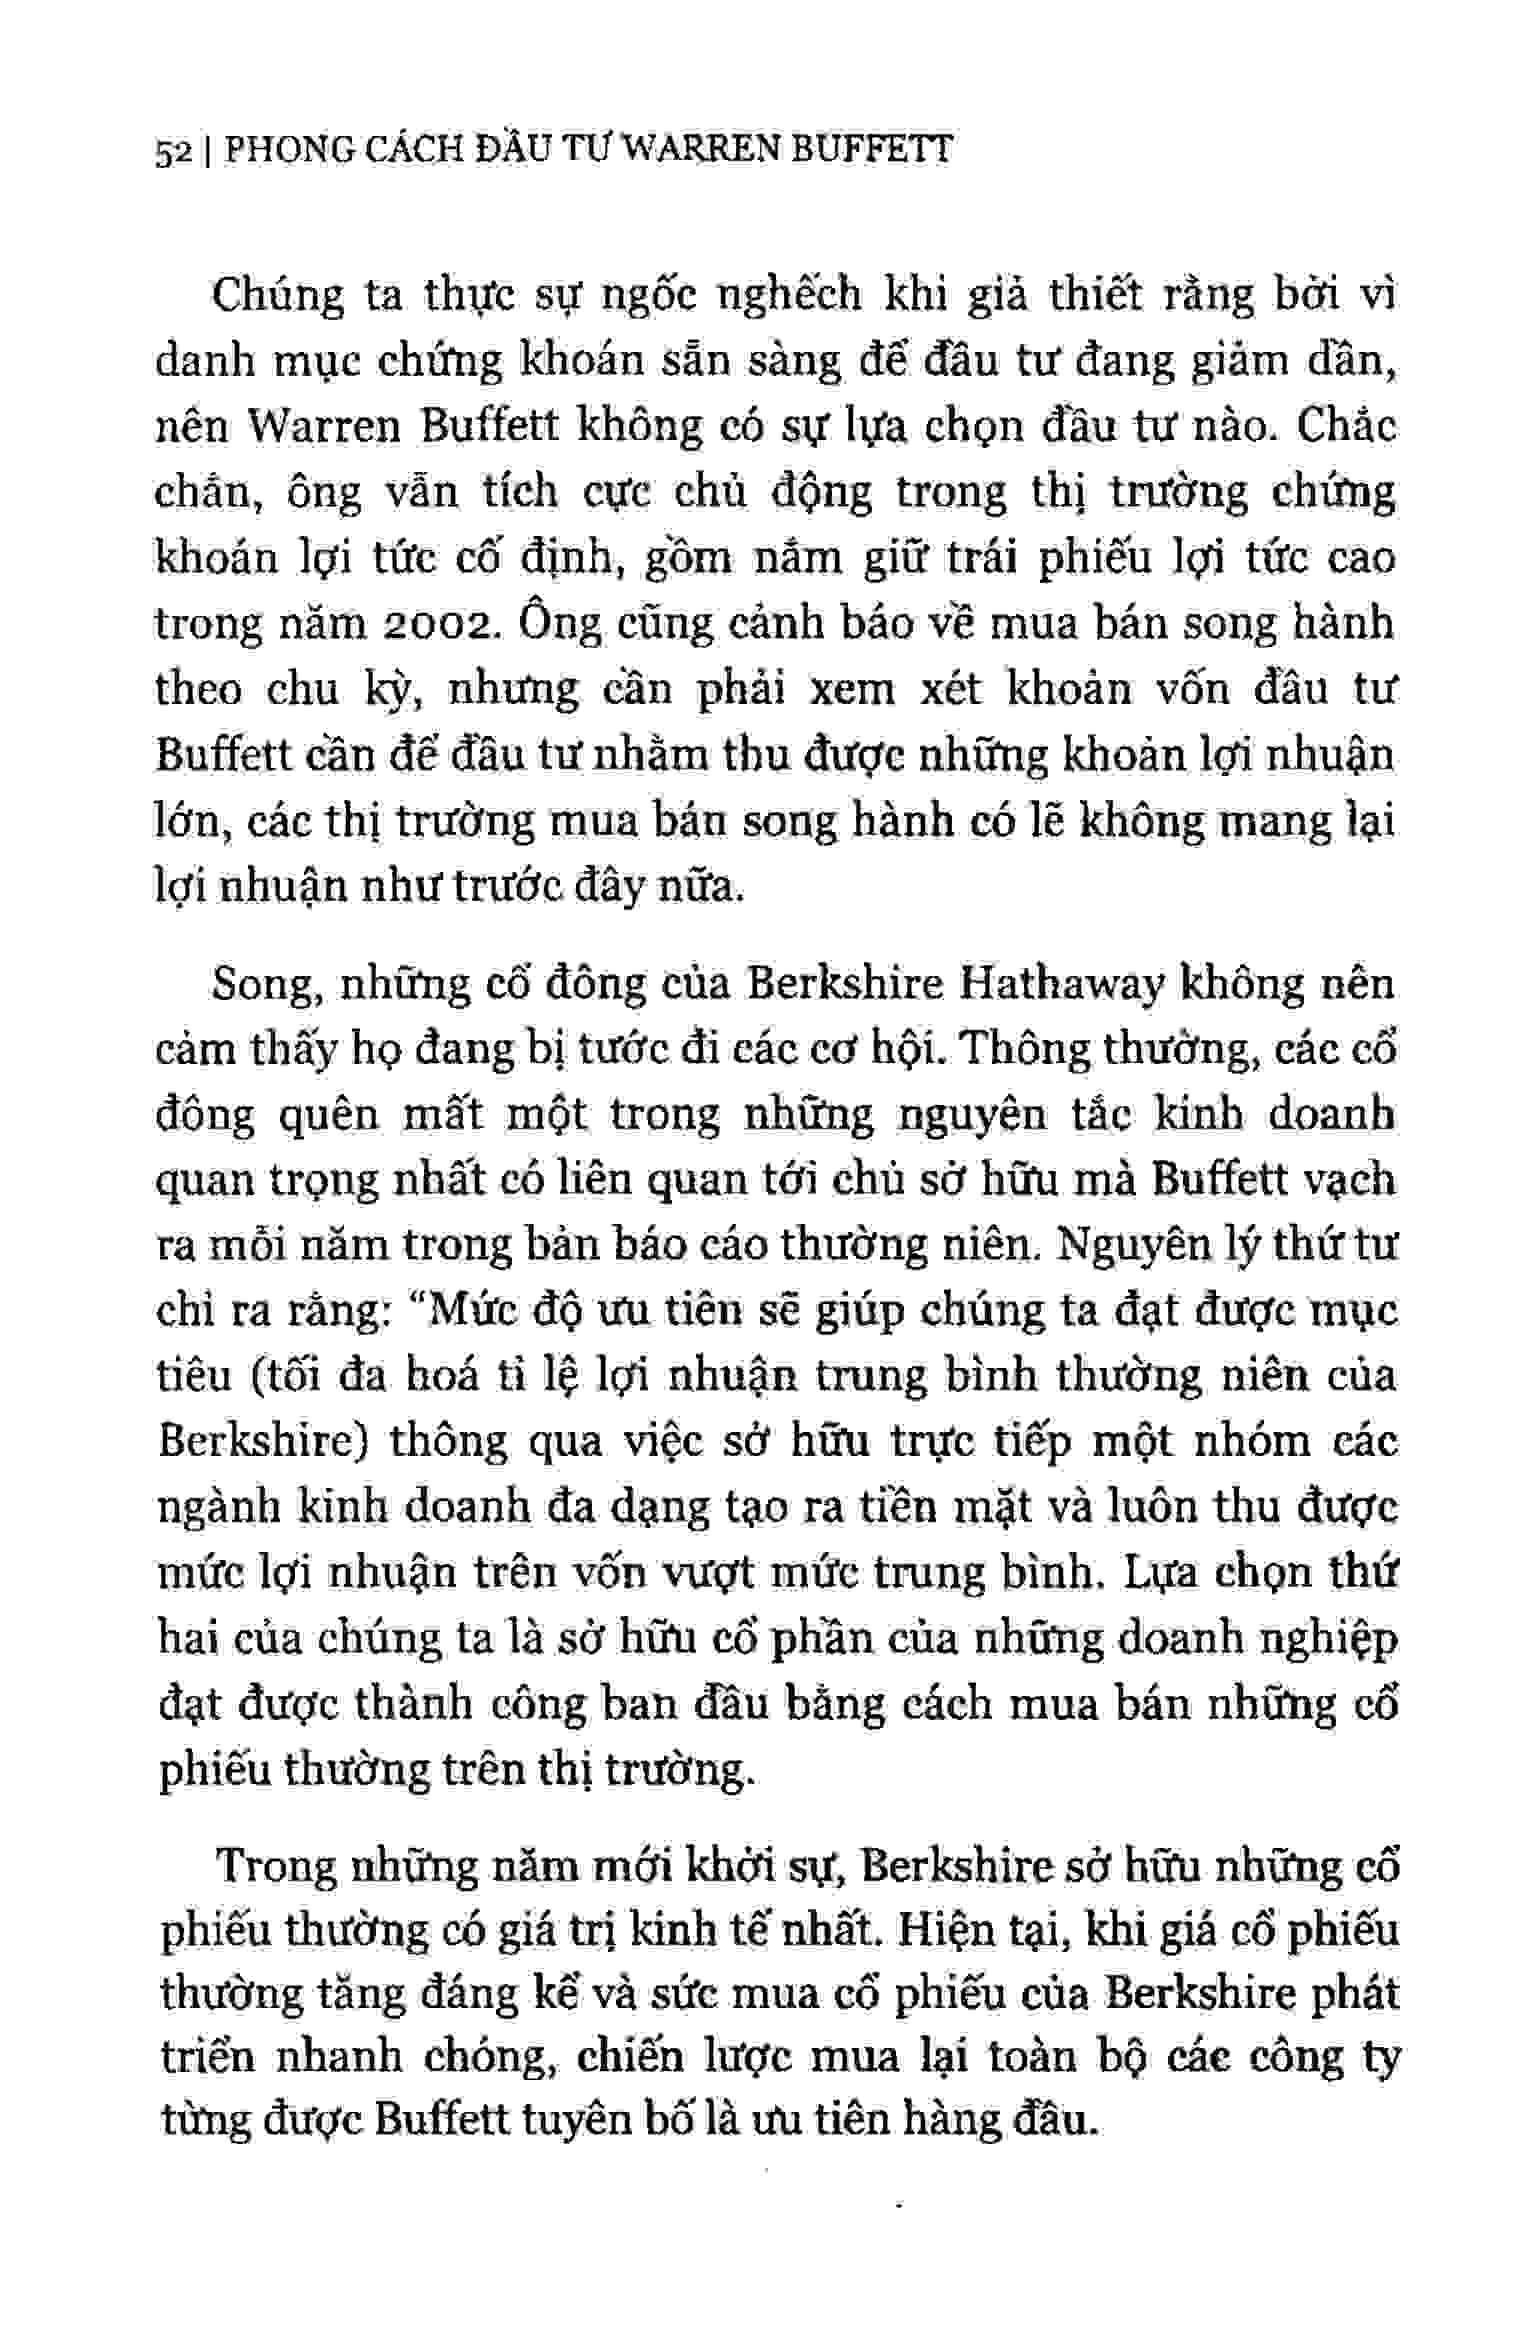 52 | PHONG CÁCH ĐẦU TƯ WARREN BUFFETT
Chúng ta thực sự ngốc nghếch khi giả thiết rằng bởi vì
danh mục chứng khoán sẵn sàng để đầu tư đang giảm dần,
nên Warren Buffett không có sự lựa chọn đầu tư nào. Chắc
chắn, ông vẫn tích cực chủ động trong thị trường chứng
khoán lợi tức cố định, gồm nắm giữ trái phiếu lợi tức cao
trong năm 2002. Ông cũng cảnh báo về mua bán song hành
theo chu kỳ, nhưng cần phải xem xét khoản vốn đầu tư
Buffett cần để đầu tư nhằm thu được những khoản lợi nhuận
lớn, các thị trường mua bán song hành có lẽ không mang lại
lợi nhuận như trước đây nữa.
Song, những cổ đông của Berkshire Hathaway không nên
cảm thấy họ đang bị tước đi các cơ hội. Thông thường, các cổ
đông quên mất một trong những nguyên tắc kinh doanh
quan trọng nhất có liên quan tới chủ sở hữu mà Buffett vạch
ra mỗi năm trong bản báo cáo thường niên. Nguyên lý thứ tư
chỉ ra rằng: “Mức độ ưu tiên sẽ giúp chúng ta đạt được mục
tiêu (tối đa hoá tỉ lệ lợi nhuận trung bình thường niên của
Berkshire) thông qua việc sở hữu trực tiếp một nhóm các
ngành kinh doanh đa dạng tạo ra tiền mặt và luôn thu được
mức lợi nhuận trên vốn vượt mức trung bình. Lựa chọn thứ
hai của chúng ta là sở hữu cổ phần của những doanh nghiệp
đạt được thành công ban đầu bằng cách mua bán những cổ
phiếu thường trên thị trường.
Trong những năm mới khởi sự, Berkshire sở hữu những cổ
phiếu thường có giá trị kinh tế nhất. Hiện tại, khi giá cổ phiếu
thường tăng đáng kể và sức mua cổ phiếu của Berkshire phát
triển nhanh chóng, chiến lược mua lại toàn bộ các công ty
từng được Buffett tuyên bố là ưu tiên hàng đầu.